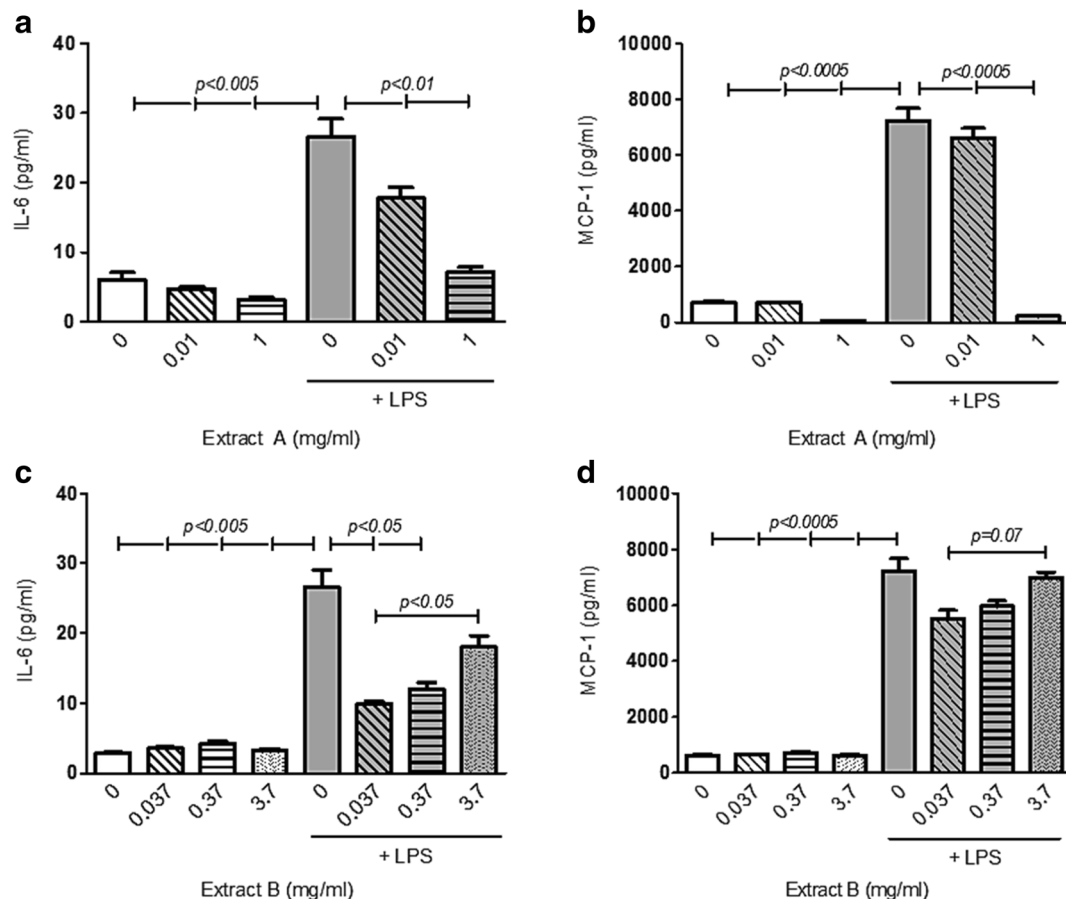 a
40
30
20
10
0
IL-6 (pg/ml)
p<0.005
p<0.01
0
0.01
1
0
0.01
1
+ LPS
Extract A (mg/ml)
b
10000
8000
6000
4000
2000
0
MCP-1 (pg/ml)
p<0.0005
p<0.0005
0
0.01
1
0
0.01
1
+ LPS
Extract A (mg/ml)
c
40
30
20
10
0
IL-6 (pg/ml)
p<0.005
p<0.05
p<0.05
0
0.037
0.37
3.7
0
0.037
0.37
3.7
+ LPS
Extract B (mg/ml)
d
10000
8000
6000
4000
2000
0
MCP-1 (pg/ml)
p<0.0005
p=0.07
0
0.037
0.37
3.7
0
0.037
0.37
3.7
+ LPS
Extract B (mg/ml)